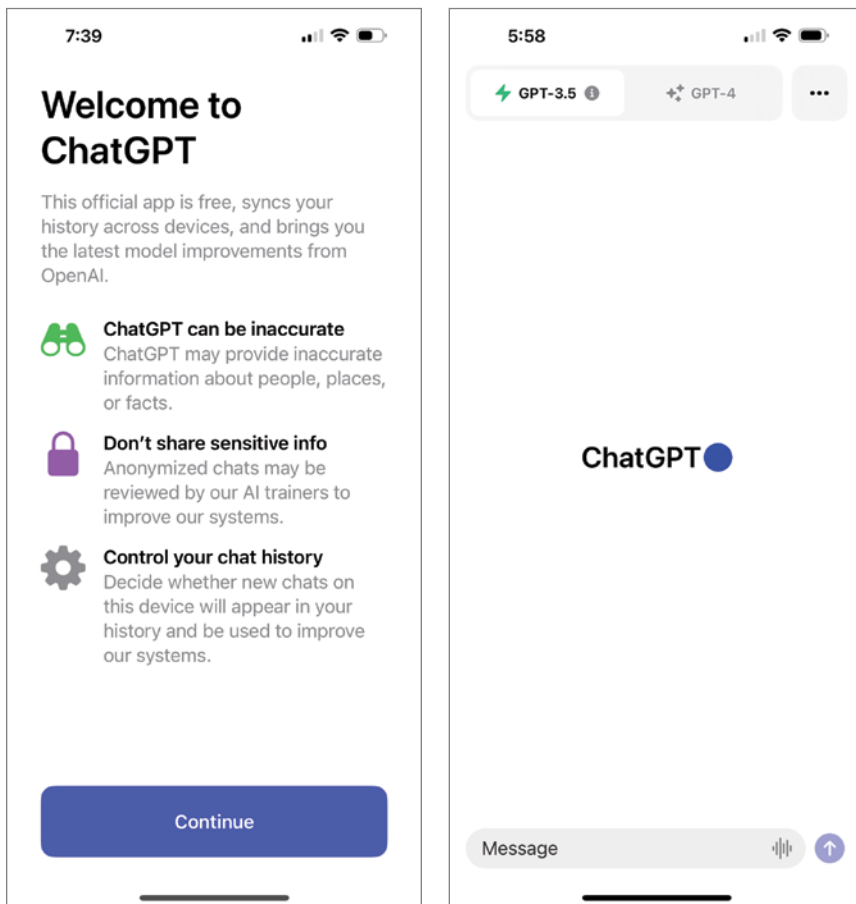 7:39
Welcome to
ChatGPT
This official app is free, syncs your
history across devices, and brings you
the latest model improvements from
OpenAI.
ChatGPT can be inaccurate
ChatGPT may provide inaccurate
information about people, places,
or facts.
Don’t share sensitive info
Anonymized chats may be
reviewed by our AI trainers to
improve our systems.
Control your chat history
Decide whether new chats on
this device will appear in your
history and be used to improve
our systems.
Continue
5:58
GPT-3.5 GPT-4
ChatGPT
Message